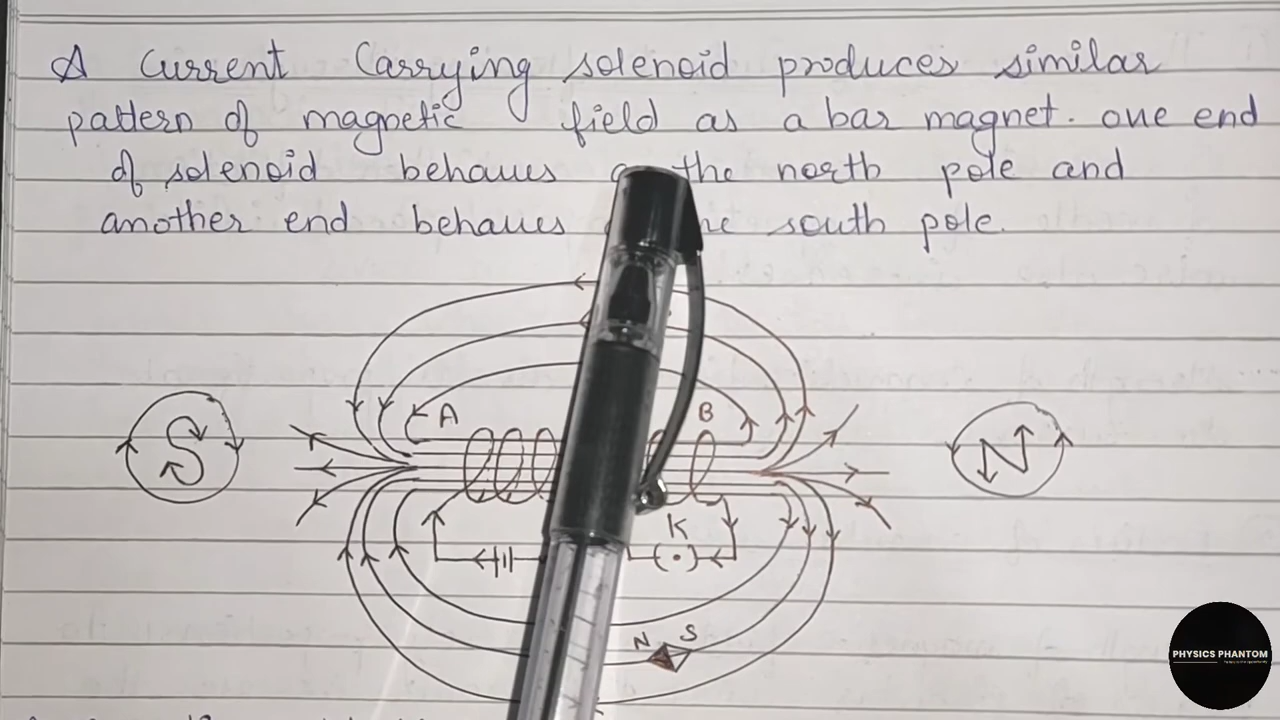 A current Carrying solenoid produces similar
pattern of magnetic field as a bar magnet. one end
of solenoid behaves the north pole and
another end behaves south pole.
A
B
S
N
K
N S
PHYSICS PHANTOM